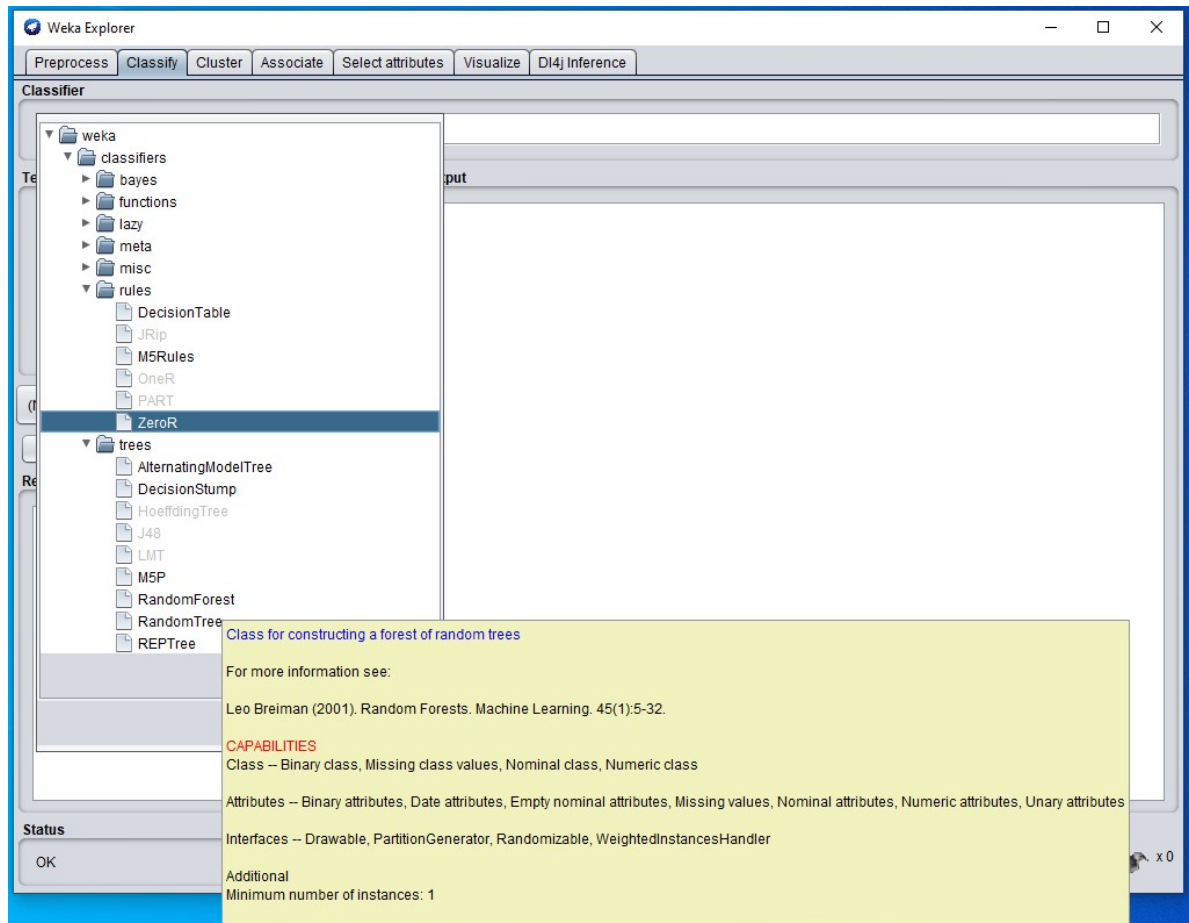 Weka Explorer
Preprocess Classify Cluster Associate Select attributes Visualize Dl4j Inference
Classifier
weka
classifiers
bayes
functions
lazy
meta
misc
rules
DecisionTable
JRip
M5Rules
OneR
PART
ZeroR
trees
AlternatingModelTree
DecisionStump
HoeffdingTree
J48
LMT
M5P
RandomForest
RandomTree
REPTree
Class for constructing a forest of random trees
For more information see:
Leo Breiman (2001). Random Forests. Machine Learning. 45(1):5-32.
CAPABILITIES
Class -- Binary class, Missing class values, Nominal class, Numeric class
Attributes -- Binary attributes, Date attributes, Empty nominal attributes, Missing values, Nominal attributes, Numeric attributes, Unary attributes
Interfaces -- Drawable, PartitionGenerator, Randomizable, WeightedInstancesHandler
Additional
Minimum number of instances: 1
Status
OK
x 0